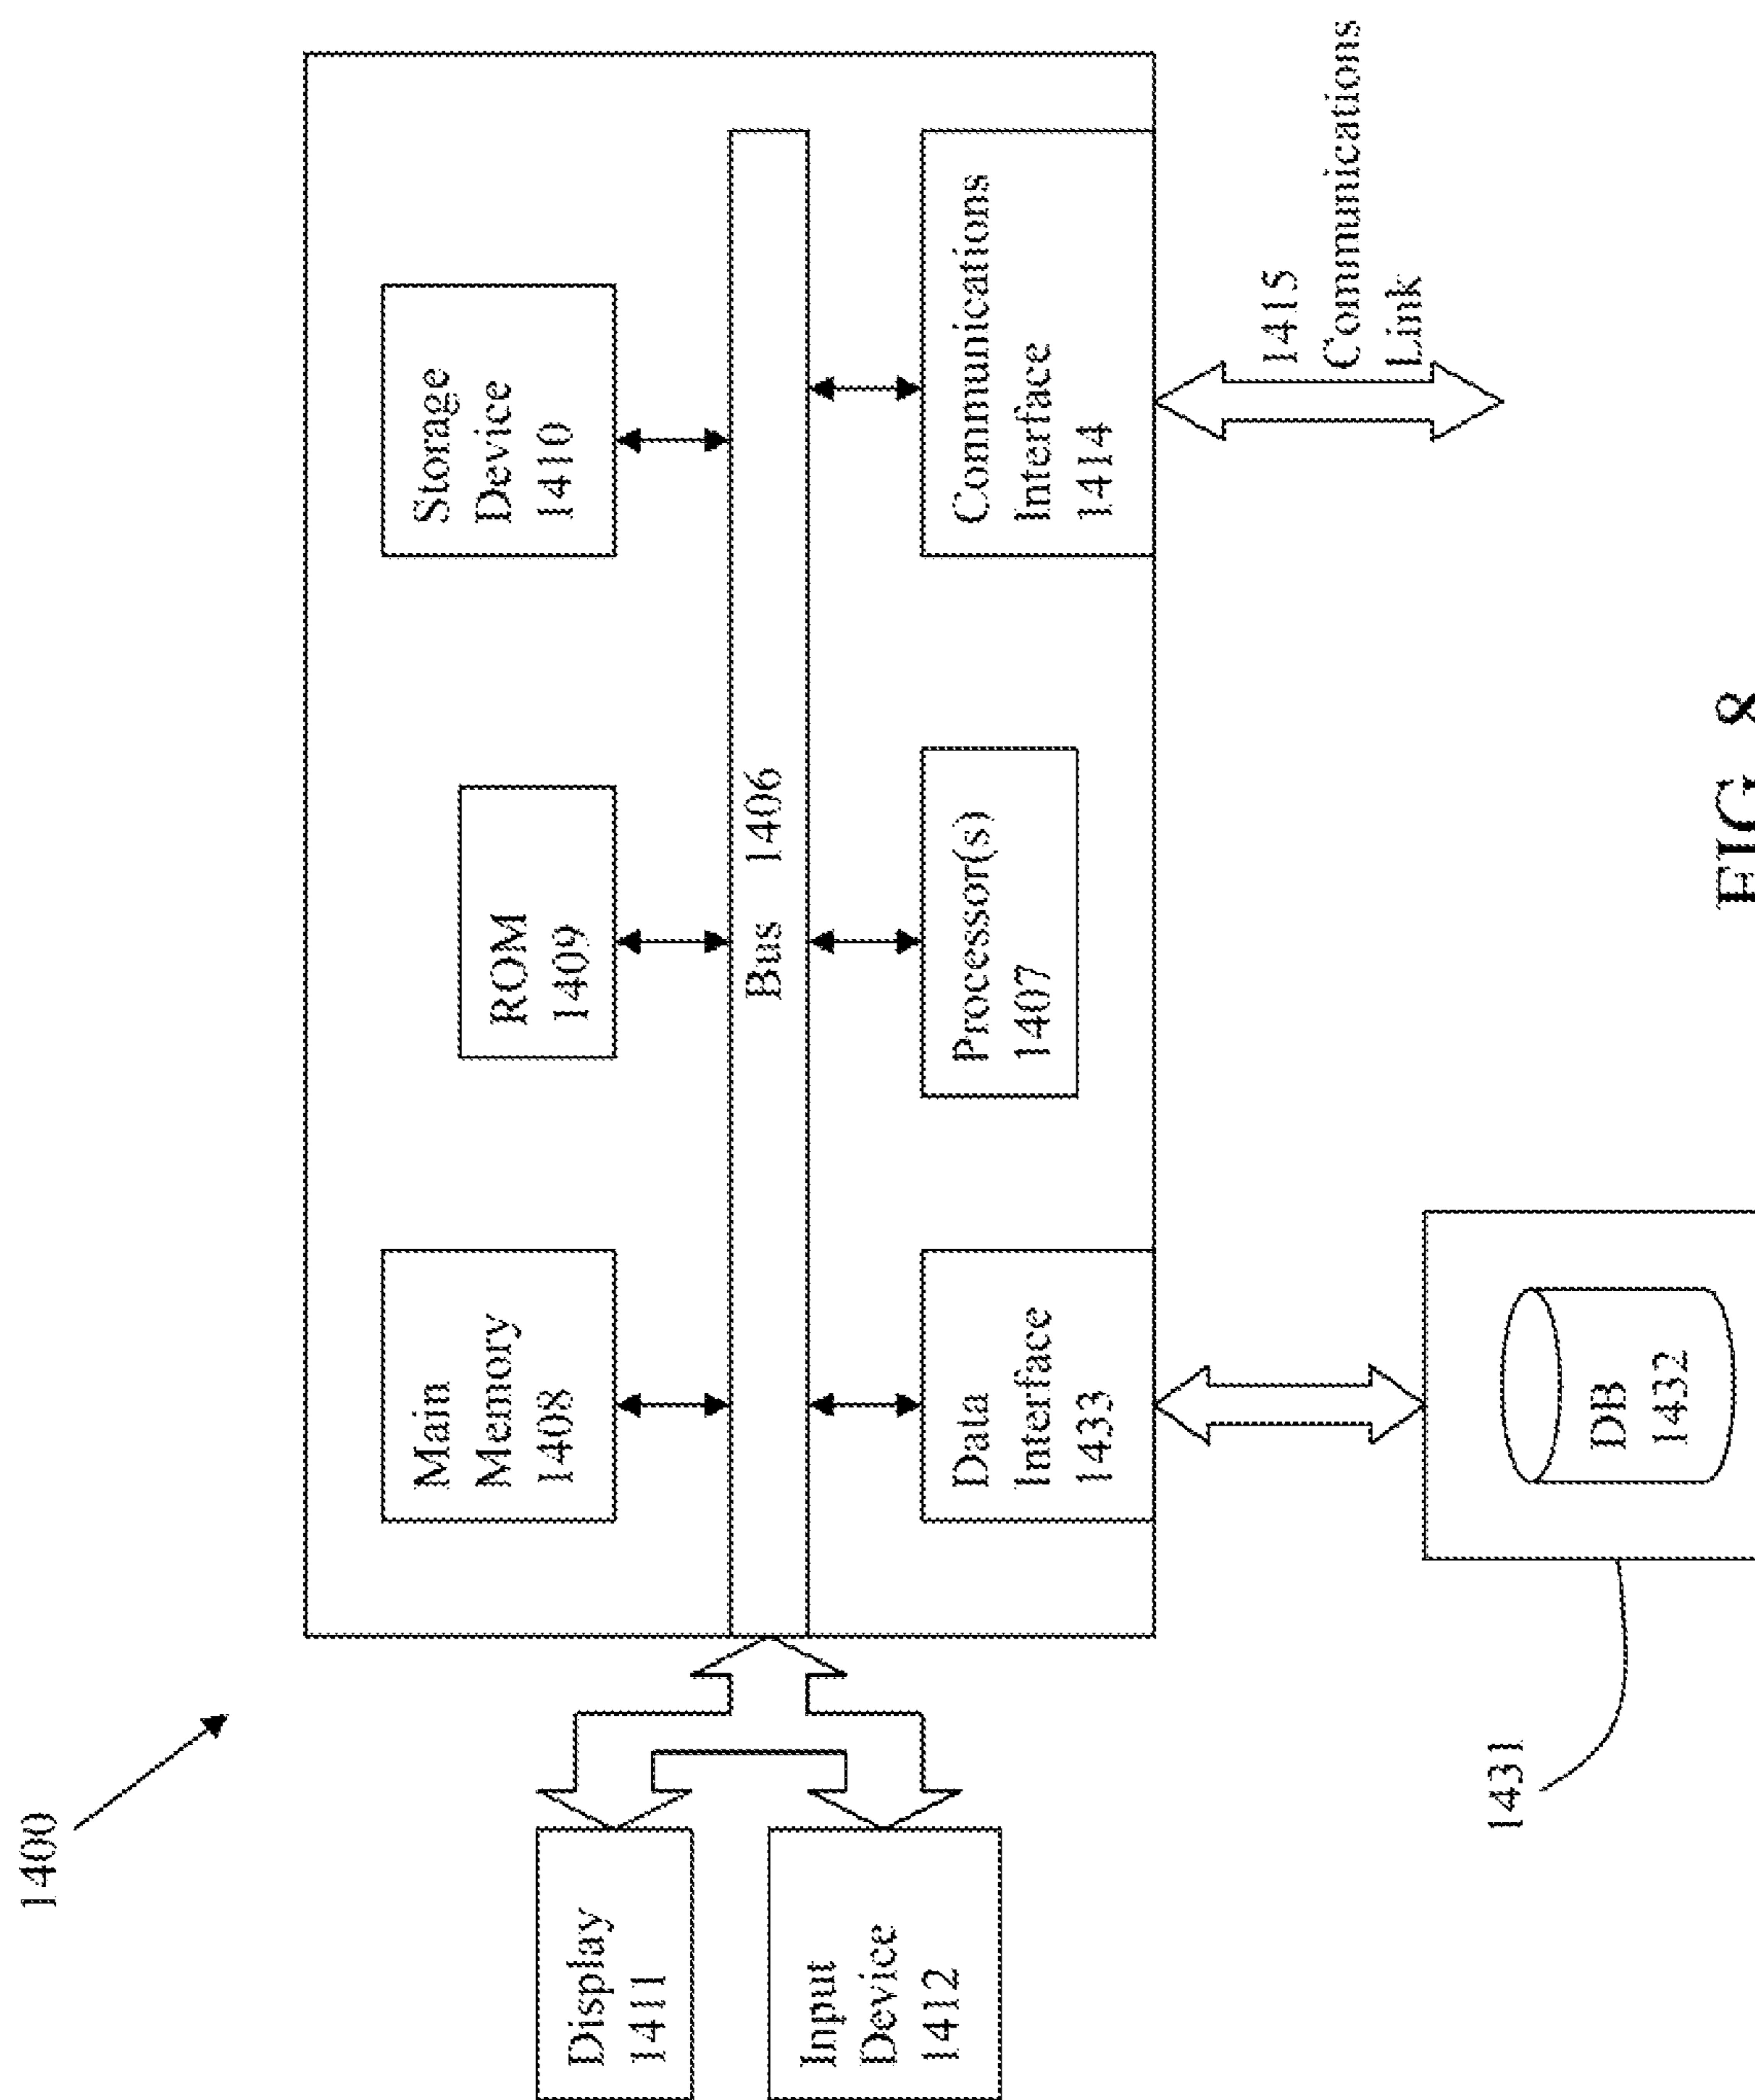 1400
Main
Memory
1408
ROM
1409
Storage
Device
1410
Display
1411
Bus 1406
Input
Device
1412
Data
Interface
1433
Processor(s)
1407
Communications
Interface
1414
1415
Communications
Link
1431
DB
1432
FIG. 8